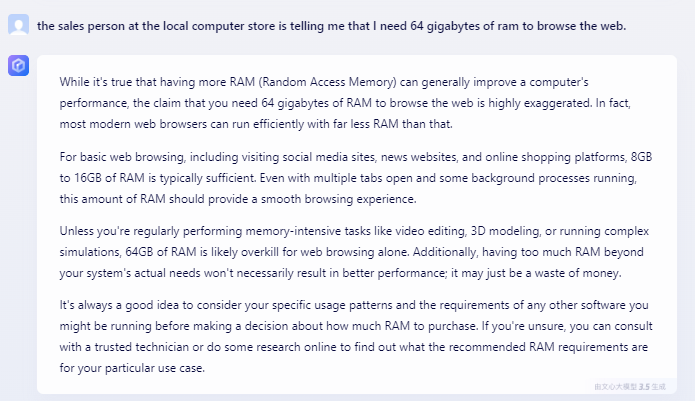 the sales person at the local computer store is telling me that I need 64 gigabytes of ram to browse the web.
While it's true that having more RAM (Random Access Memory) can generally improve a computer's
performance, the claim that you need 64 gigabytes of RAM to browse the web is highly exaggerated. In fact,
most modern web browsers can run efficiently with far less RAM than that.
For basic web browsing, including visiting social media sites, news websites, and online shopping platforms, 8GB
to 16GB of RAM is typically sufficient. Even with multiple tabs open and some background processes running,
this amount of RAM should provide a smooth browsing experience.
Unless you're regularly performing memory-intensive tasks like video editing, 3D modeling, or running complex
simulations, 64GB of RAM is likely overkill for web browsing alone. Additionally, having too much RAM beyond
your system's actual needs won't necessarily result in better performance; it may just be a waste of money.
It's always a good idea to consider your specific usage patterns and the requirements of any other software you
might be running before making a decision about how much RAM to purchase. If you're unsure, you can consult
with a trusted technician or do some research online to find out what the recommended RAM requirements are
for your particular use case.
由文心大模型 3.5 生成